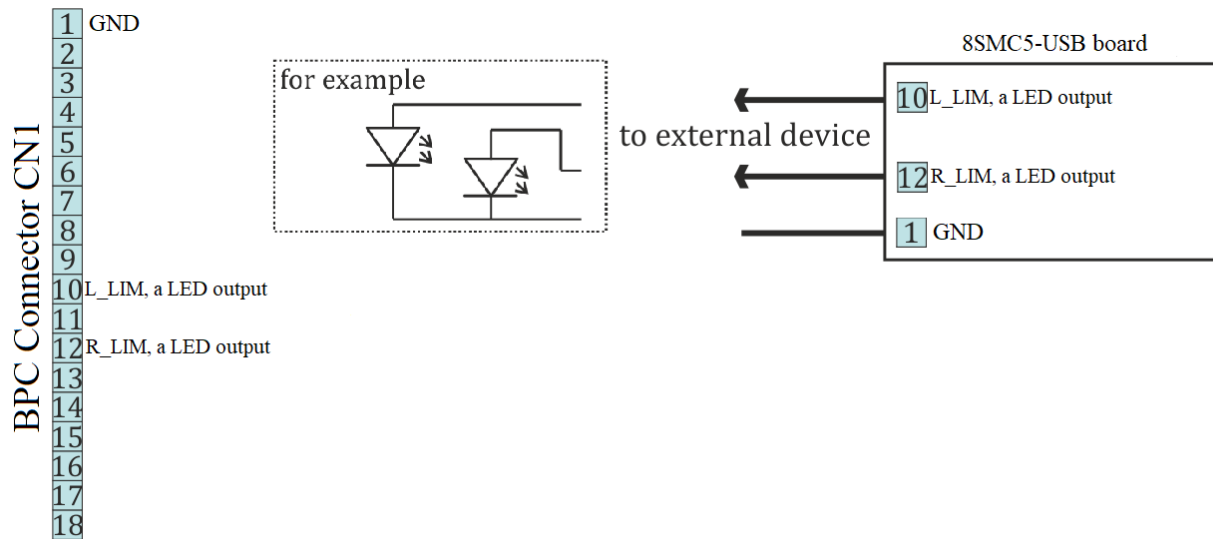 BPC Connector CN1
1 GND
2
3
4
5
6
7
8
9
10 L_LIM, a LED output
11
12 R_LIM, a LED output
13
14
15
16
17
18
for example
to external device
8SMC5-USB board
10 L_LIM, a LED output
12 R_LIM, a LED output
1 GND